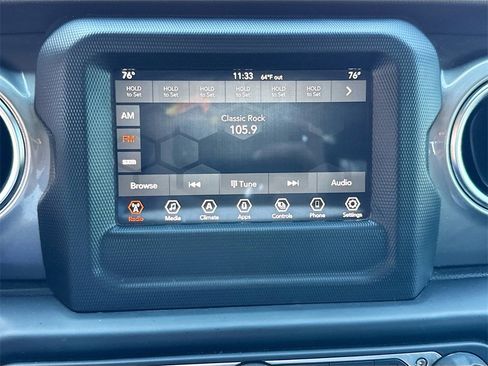 76° 11:33 64°F out 76°
HOLD to Set HOLD to Set HOLD to Set HOLD to Set HOLD to Set HOLD to Set
AM
Classic Rock
FM
105.9
Browse Tune Audio
Radio Media Climate Apps Controls Phone Settings